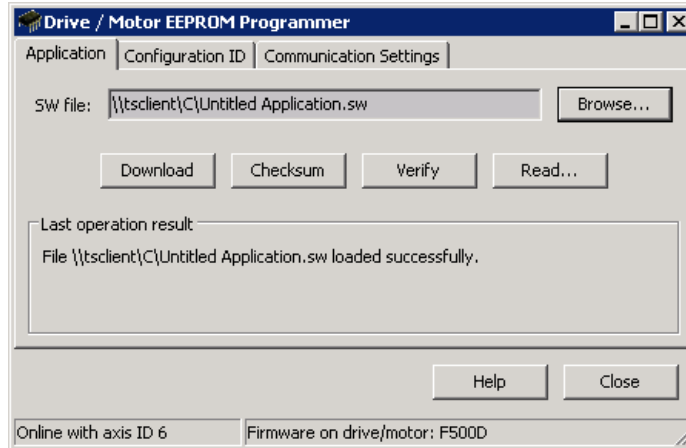 Drive / Motor EEPROM Programmer
Application Configuration ID Communication Settings
SW file: \\tsclient\C\Untitled Application.sw Browse...
Download Checksum Verify Read...
Last operation result
File \\tsclient\C\Untitled Application.sw loaded successfully.
Help Close
Online with axis ID 6 Firmware on drive/motor: F500D